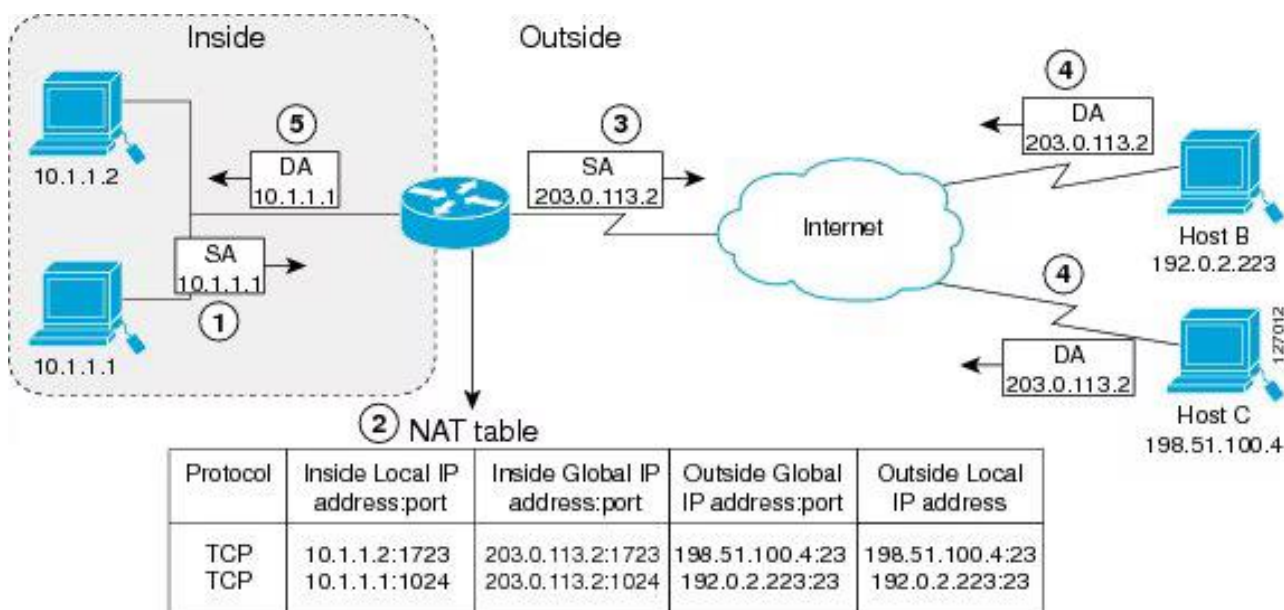 Inside
Outside
10.1.1.2
5
DA
10.1.1.1
SA
10.1.1.1
1
10.1.1.1
3
SA
203.0.113.2
Internet
4
DA
203.0.113.2
Host B
192.0.2.223
4
DA
203.0.113.2
Host C
198.51.100.4
127012
2 NAT table
Protocol
Inside Local IP
address:port
Inside Global IP
address:port
Outside Global
IP address:port
Outside Local
IP address
TCP 10.1.1.2:1723 203.0.113.2:1723 198.51.100.4:23 198.51.100.4:23
TCP 10.1.1.1:1024 203.0.113.2:1024 192.0.2.223:23 192.0.2.223:23